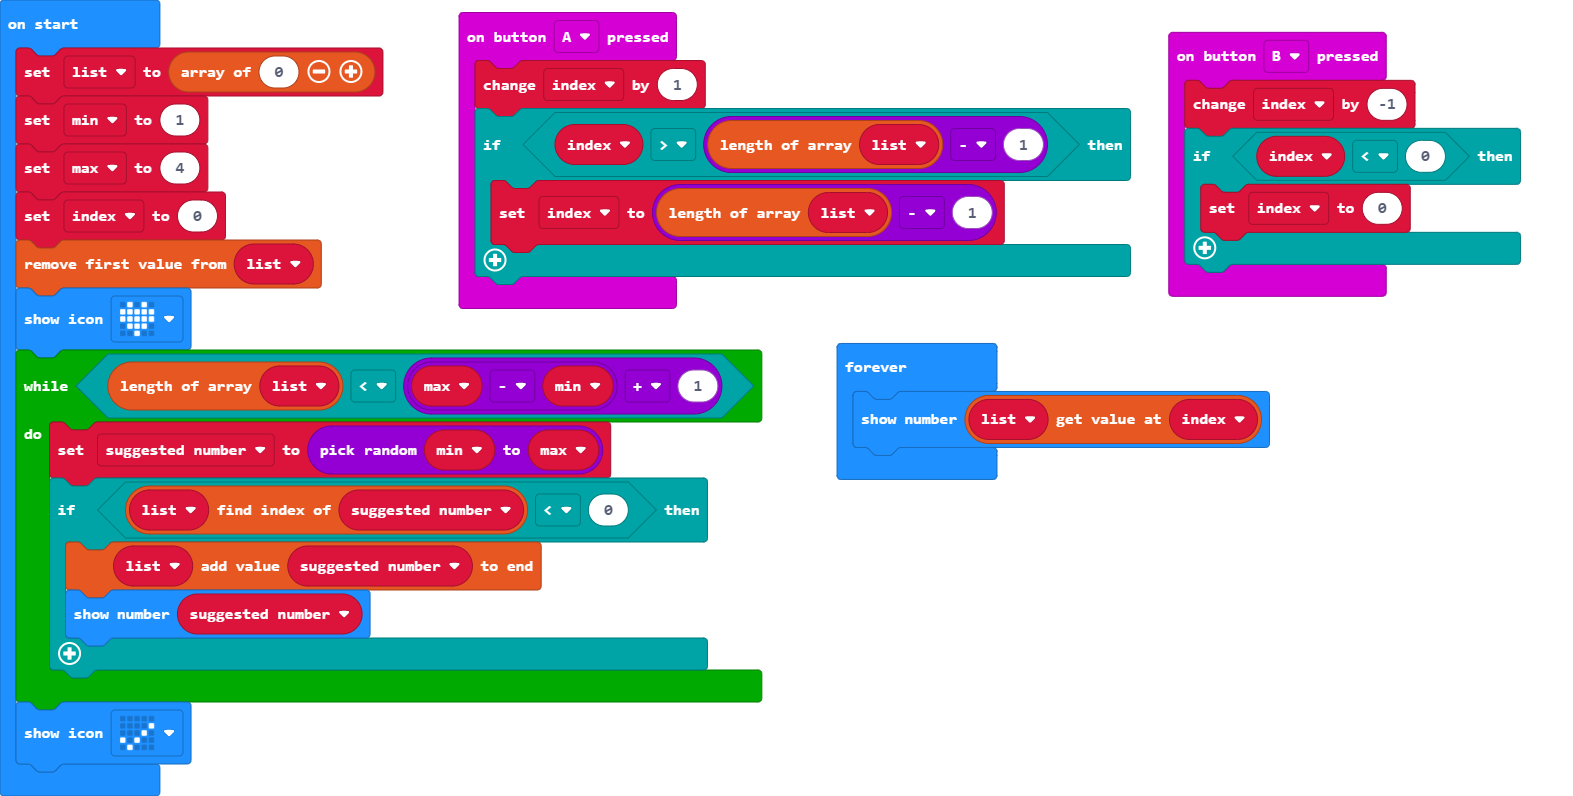 on start
set list to array of 0
set min to 1
set max to 4
set index to 0
remove first value from list
show icon
while length of array list < max - min + 1
do
set suggested number to pick random min to max
if list find index of suggested number < 0 then
list add value suggested number to end
show number suggested number
show icon
on button A pressed
change index by 1
if index > length of array list - 1 then
set index to length of array list - 1
on button B pressed
change index by -1
if index < 0 then
set index to 0
forever
show number list get value at index